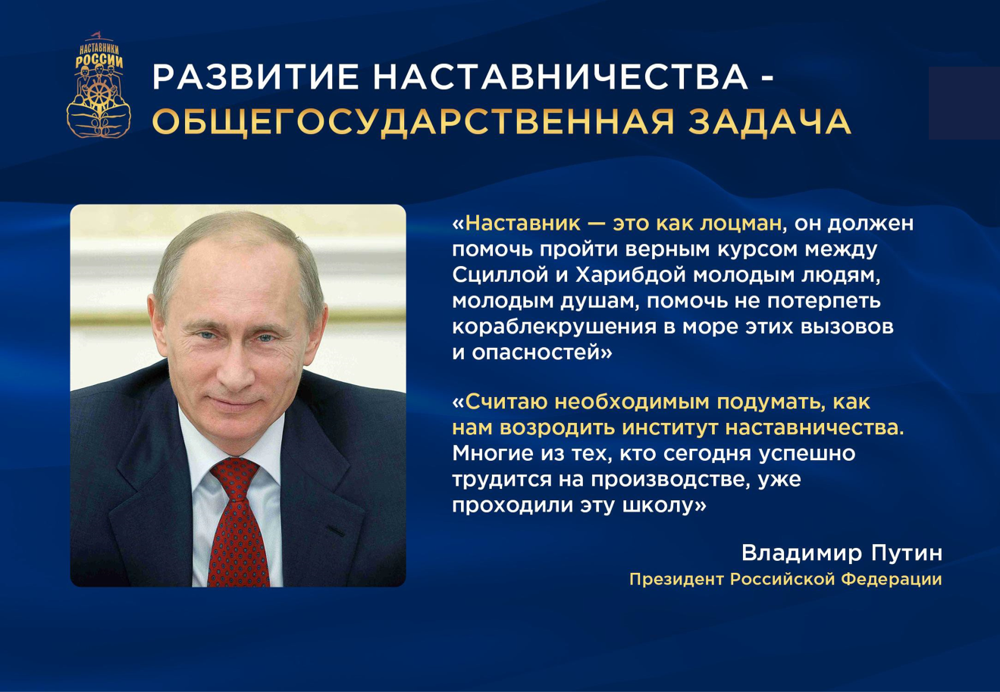 НАСТАВНИКИ
РОССИИ
РАЗВИТИЕ НАСТАВНИЧЕСТВА -
ОБЩЕГОСУДАРСТВЕННАЯ ЗАДАЧА
«Наставник — это как лоцман, он должен
помочь пройти верным курсом между
Сциллой и Харибдой молодым людям,
молодым душам, помочь не потерпеть
кораблекрушения в море этих вызовов
и опасностей»
«Считаю необходимым подумать, как
нам возродить институт наставничества.
Многие из тех, кто сегодня успешно
трудится на производстве, уже
проходили эту школу»
Владимир Путин
Президент Российской Федерации